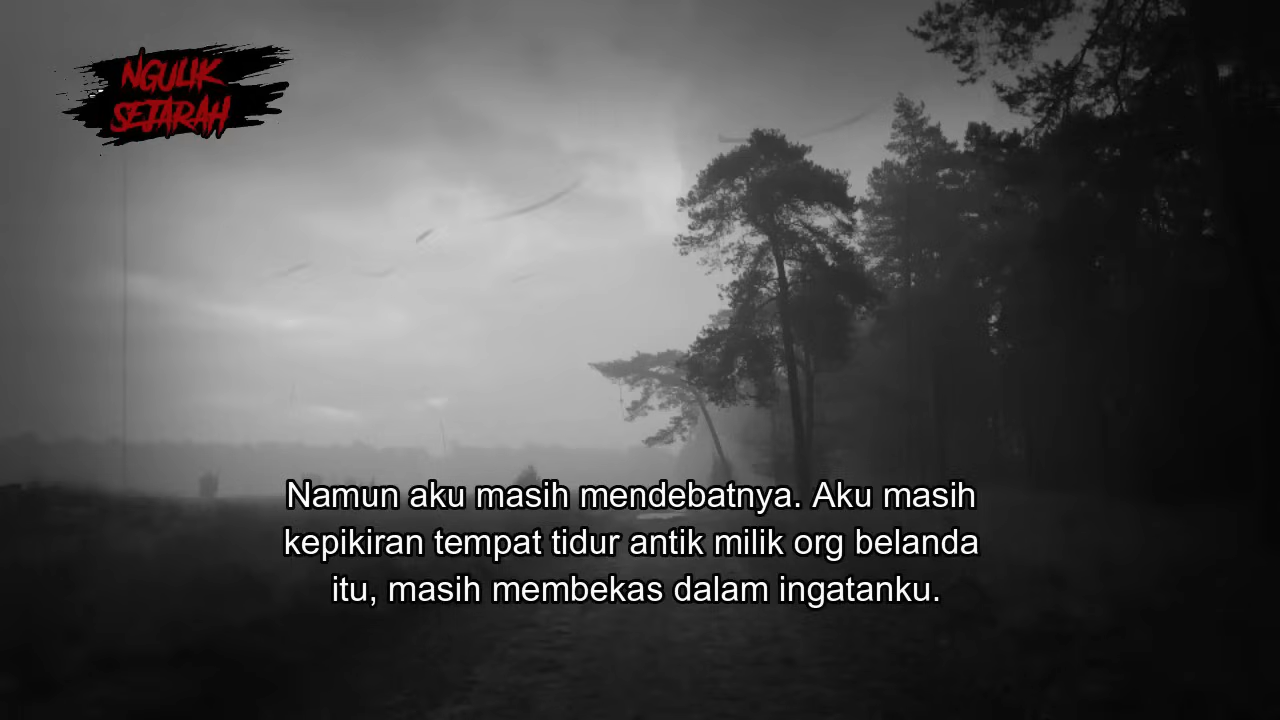 NGULIK
SEJARAH
Namun aku masih mendebatnya. Aku masih
kepikiran tempat tidur antik milik org belanda
itu, masih membekas dalam ingatanku.